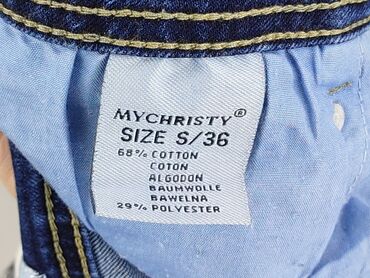 MYCHRISTY®
SIZE S/36
68% COTTON
COTON
ALGODON
BAUMWOLLE
BAWELNA
29% POLYESTER